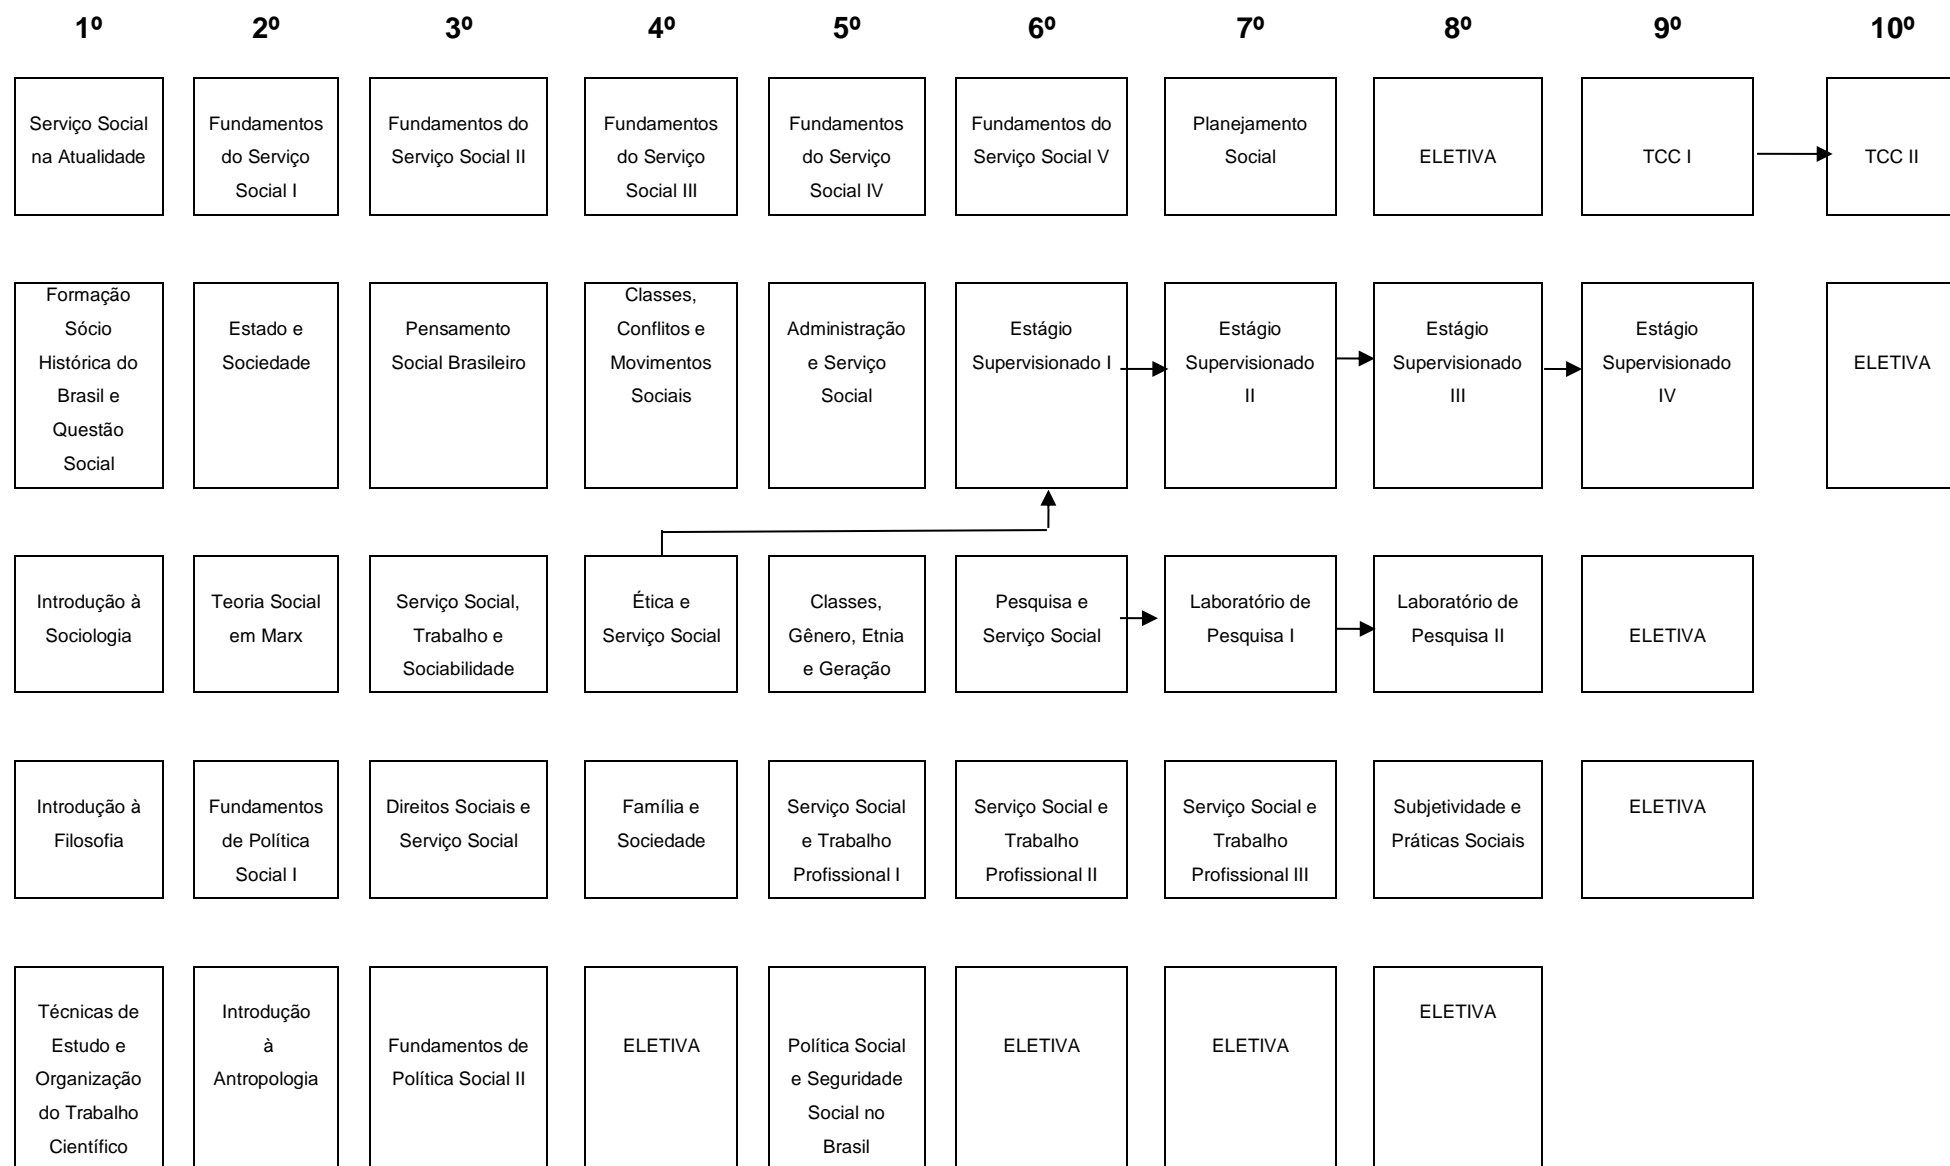 1º 2º 3º 4º 5º 6º 7º 8º 9º 10º
Serviço Social
na Atualidade
Fundamentos
do Serviço
Social I
Fundamentos do
Serviço Social II
Fundamentos
do Serviço
Social III
Fundamentos
do Serviço
Social IV
Fundamentos do
Serviço Social V
Planejamento
Social
ELETIVA
TCC I
TCC II
Formação
Sócio
Histórica do
Brasil e
Questão
Social
Estado e
Sociedade
Pensamento
Social Brasileiro
Classes,
Conflitos e
Movimentos
Sociais
Administração
e Serviço
Social
Estágio
Supervisionado I
Estágio
Supervisionado
II
Estágio
Supervisionado
III
Estágio
Supervisionado
IV
ELETIVA
Introdução à
Sociologia
Teoria Social
em Marx
Serviço Social,
Trabalho e
Sociabilidade
Ética e
Serviço Social
Classes,
Gênero, Etnia
e Geração
Pesquisa e
Serviço Social
Laboratório de
Pesquisa I
Laboratório de
Pesquisa II
ELETIVA
Introdução à
Filosofia
Fundamentos
de Política
Social I
Direitos Sociais e
Serviço Social
Família e
Sociedade
Serviço Social
e Trabalho
Profissional I
Serviço Social e
Trabalho
Profissional II
Serviço Social e
Trabalho
Profissional III
Subjetividade e
Práticas Sociais
ELETIVA
Técnicas de
Estudo e
Organização
do Trabalho
Científico
Introdução
à
Antropologia
Fundamentos de
Política Social II
ELETIVA
Política Social
e Seguridade
Social no
Brasil
ELETIVA
ELETIVA
ELETIVA